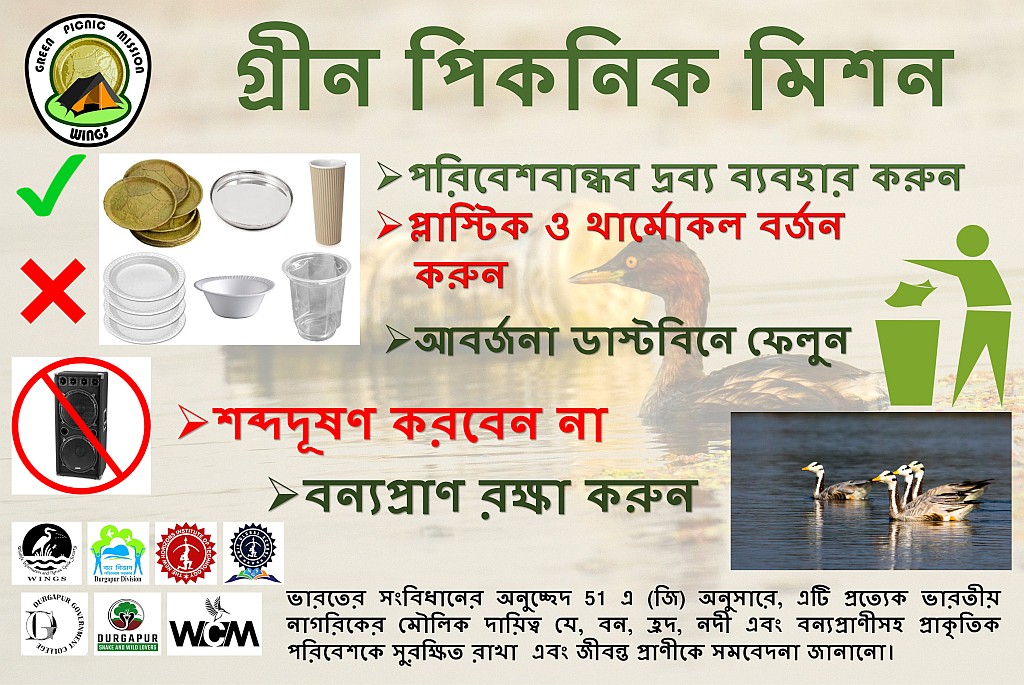 GREEN PICNIC MISSION
WINGS
গ্রীন পিকনিক মিশন
পরিবেশবান্ধব দ্রব্য ব্যবহার করুন
প্লাস্টিক ও থার্মোকল বর্জন
করুন
আবর্জনা ডাস্টবিনে ফেলুন
শব্দদূষণ করবেন না
বন্যপ্রাণ রক্ষা করুন
WINGS
বন বিভাগ
Durgapur Division
DURGAPUR GOVERNMENT COLLEGE
DURGAPUR
SNAKE AND WILD LOVERS
WCM
ভারতের সংবিধানের অনুচ্ছেদ 51 এ (জি) অনুসারে, এটি প্রত্যেক ভারতীয়
নাগরিকের মৌলিক দায়িত্ব যে, বন, হ্রদ, নদী এবং বন্যপ্রাণীসহ প্রাকৃতিক
পরিবেশকে সুরক্ষিত রাখা এবং জীবন্ত প্রাণীকে সমবেদনা জানানো।